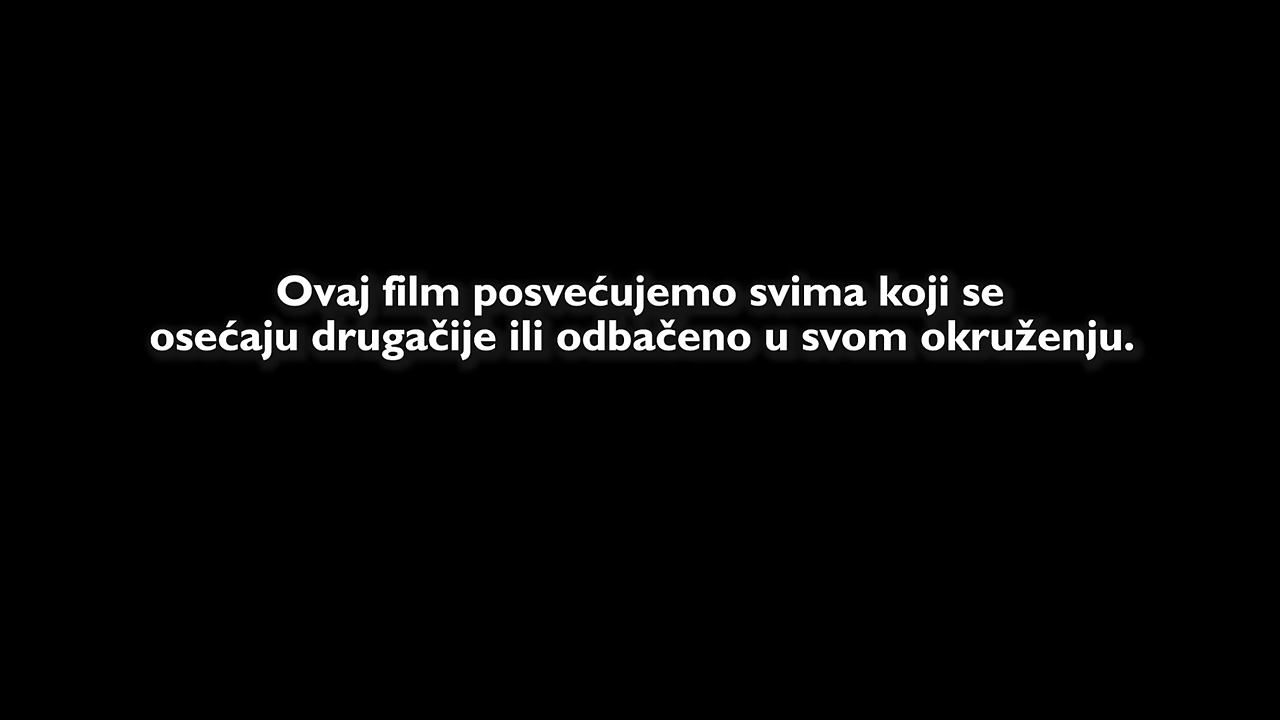 Ovaj film posvećujemo svima koji se
osećaju drugačije ili odbačeno u svom okruženju.